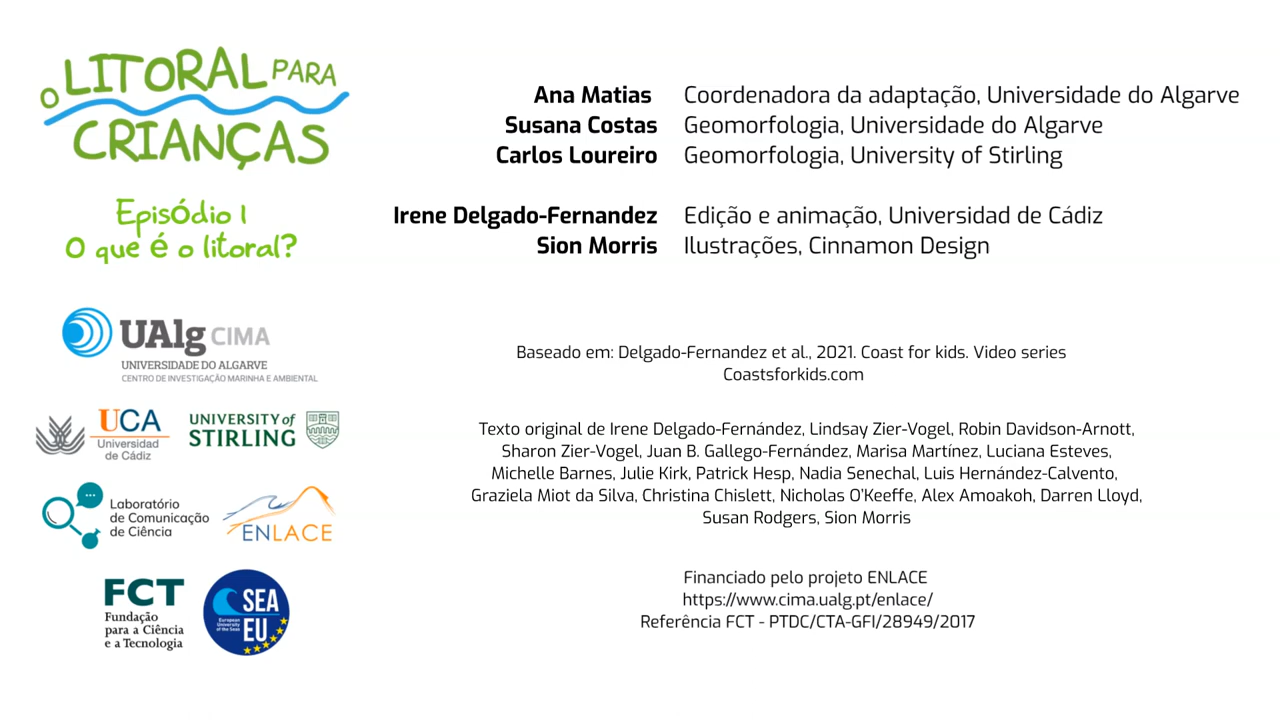 O LITORAL PARA
CRIANÇAS
Episódio 1
O que é o litoral?
UAlg CIMA
UNIVERSIDADE DO ALGARVE
CENTRO DE INVESTIGAÇÃO MARINHA E AMBIENTAL
UCA
Universidad
de Cádiz
UNIVERSITY of
STIRLING
Laboratório
de Comunicação
de Ciência
ENLACE
FCT
Fundação
para a Ciência
e a Tecnologia
SEA
EU
European
University
of the Seas
Ana Matias Coordenadora da adaptação, Universidade do Algarve
Susana Costas Geomorfologia, Universidade do Algarve
Carlos Loureiro Geomorfologia, University of Stirling
Irene Delgado-Fernandez Edição e animação, Universidad de Cádiz
Sion Morris Ilustrações, Cinnamon Design
Baseado em: Delgado-Fernandez et al., 2021. Coast for kids. Video series
Coastsforkids.com
Texto original de Irene Delgado-Fernández, Lindsay Zier-Vogel, Robin Davidson-Arnott,
Sharon Zier-Vogel, Juan B. Gallego-Fernández, Marisa Martínez, Luciana Esteves,
Michelle Barnes, Julie Kirk, Patrick Hesp, Nadia Senechal, Luis Hernández-Calvento,
Graziela Miot da Silva, Christina Chislett, Nicholas O'Keeffe, Alex Amoakoh, Darren Lloyd,
Susan Rodgers, Sion Morris
Financiado pelo projeto ENLACE
https://www.cima.ualg.pt/enlace/
Referência FCT - PTDC/CTA-GFI/28949/2017